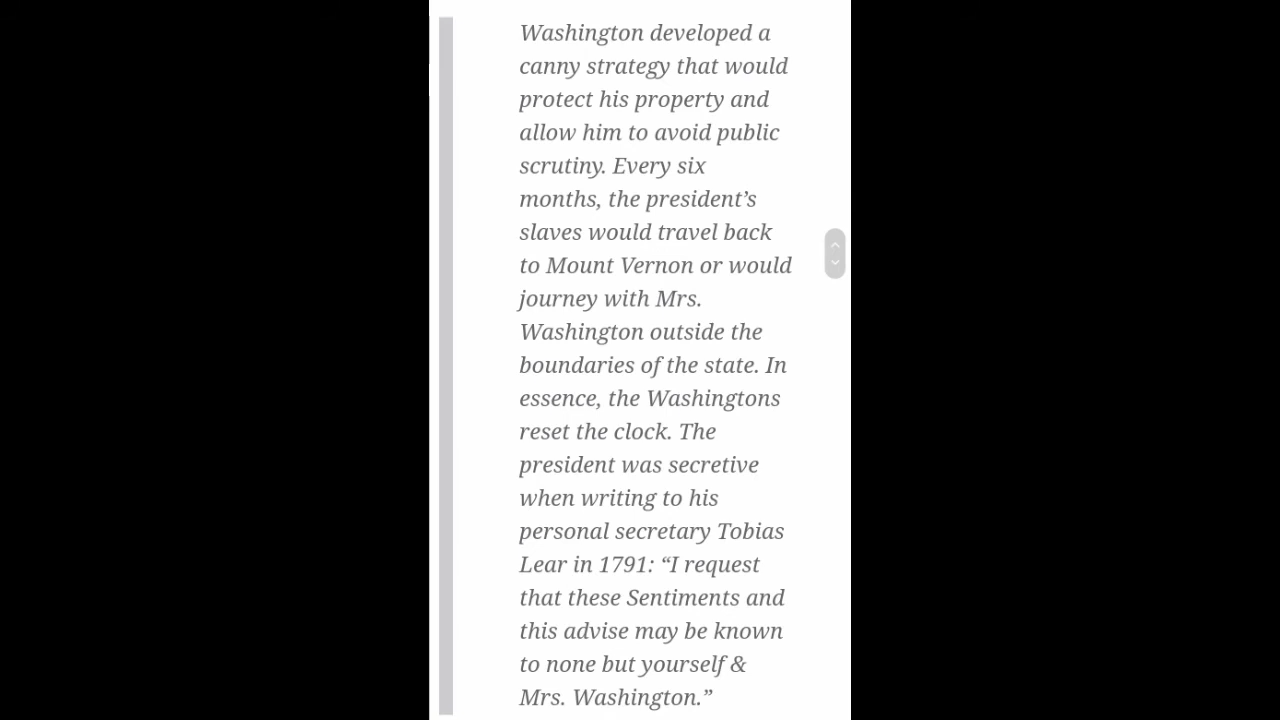 Washington developed a
canny strategy that would
protect his property and
allow him to avoid public
scrutiny. Every six
months, the president’s
slaves would travel back
to Mount Vernon or would
journey with Mrs.
Washington outside the
boundaries of the state. In
essence, the Washingtons
reset the clock. The
president was secretive
when writing to his
personal secretary Tobias
Lear in 1791: “I request
that these Sentiments and
this advise may be known
to none but yourself &
Mrs. Washington.”